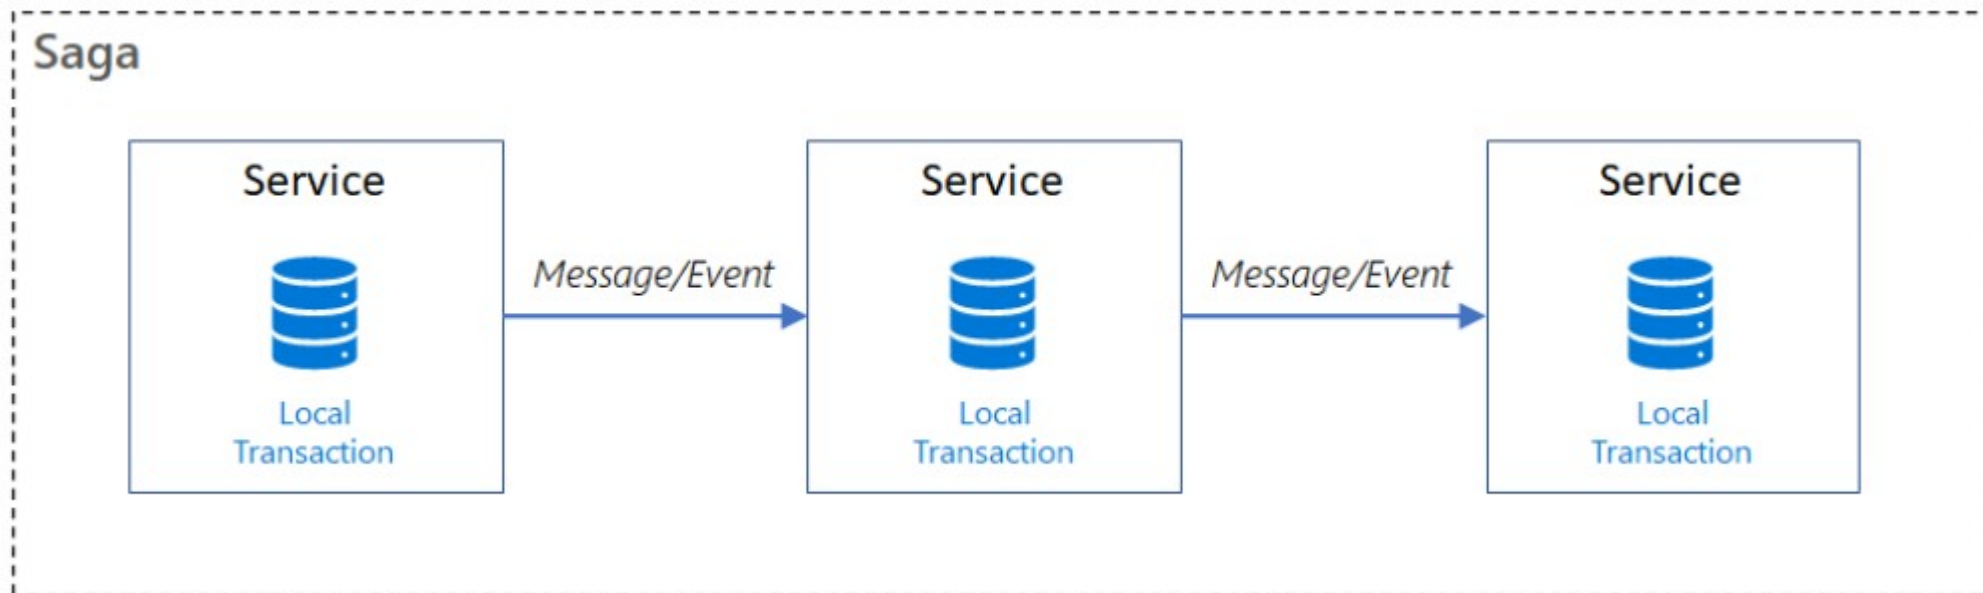 Saga
Service
Service
Service
Message/Event
Message/Event
Local
Transaction
Local
Transaction
Local
Transaction